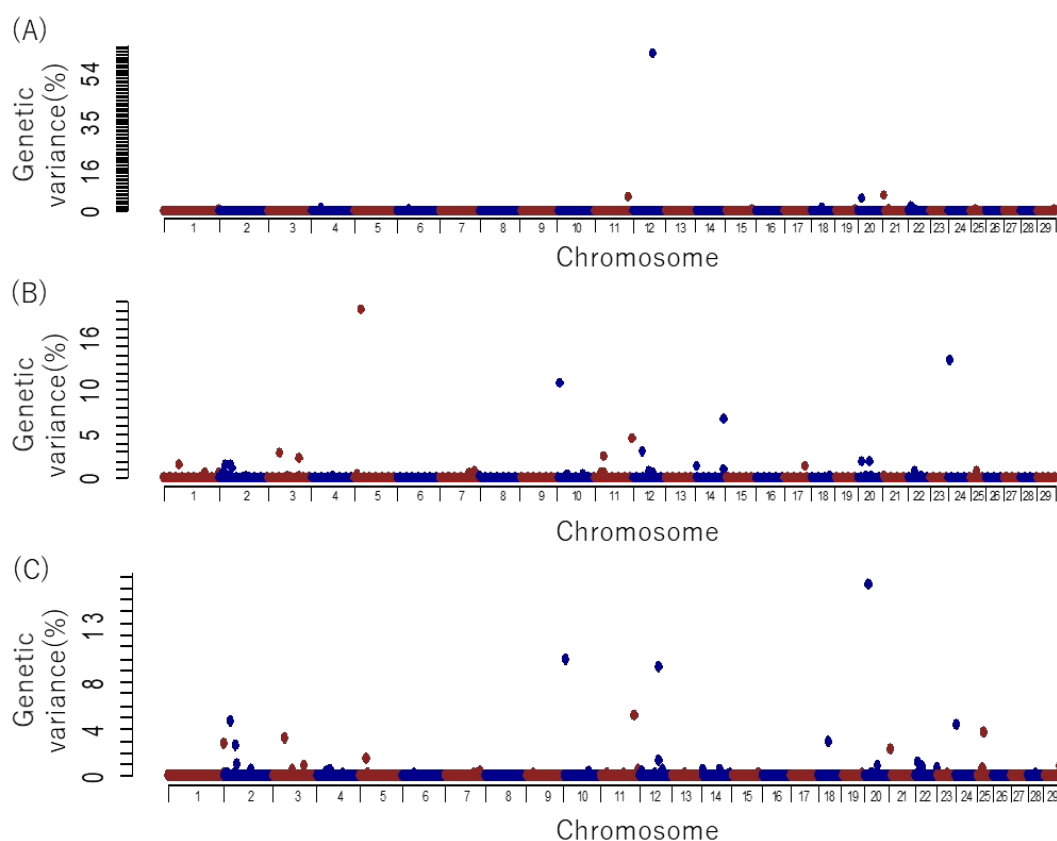 (A)
Genetic
variance(%)
0 16 35 54
1 2 3 4 5 6 7 8 9 10 11 12 13 14 15 16 17 18 19 20 21 22 23 24 25 26 27 28 29
Chromosome
(B)
Genetic
variance(%)
0 5 10 16
1 2 3 4 5 6 7 8 9 10 11 12 13 14 15 16 17 18 19 20 21 22 23 24 25 26 27 28 29
Chromosome
(C)
Genetic
variance(%)
0 4 8 13
1 2 3 4 5 6 7 8 9 10 11 12 13 14 15 16 17 18 19 20 21 22 23 24 25 26 27 28 29
Chromosome